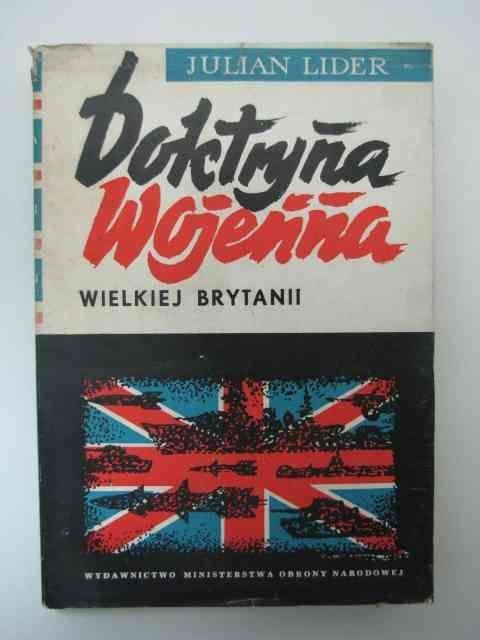 JULIAN LIDER
Doktryna
Wojenna
WIELKIEJ BRYTANII
WYDAWNICTWO MINISTERSTWA OBRONY NARODOWEJ